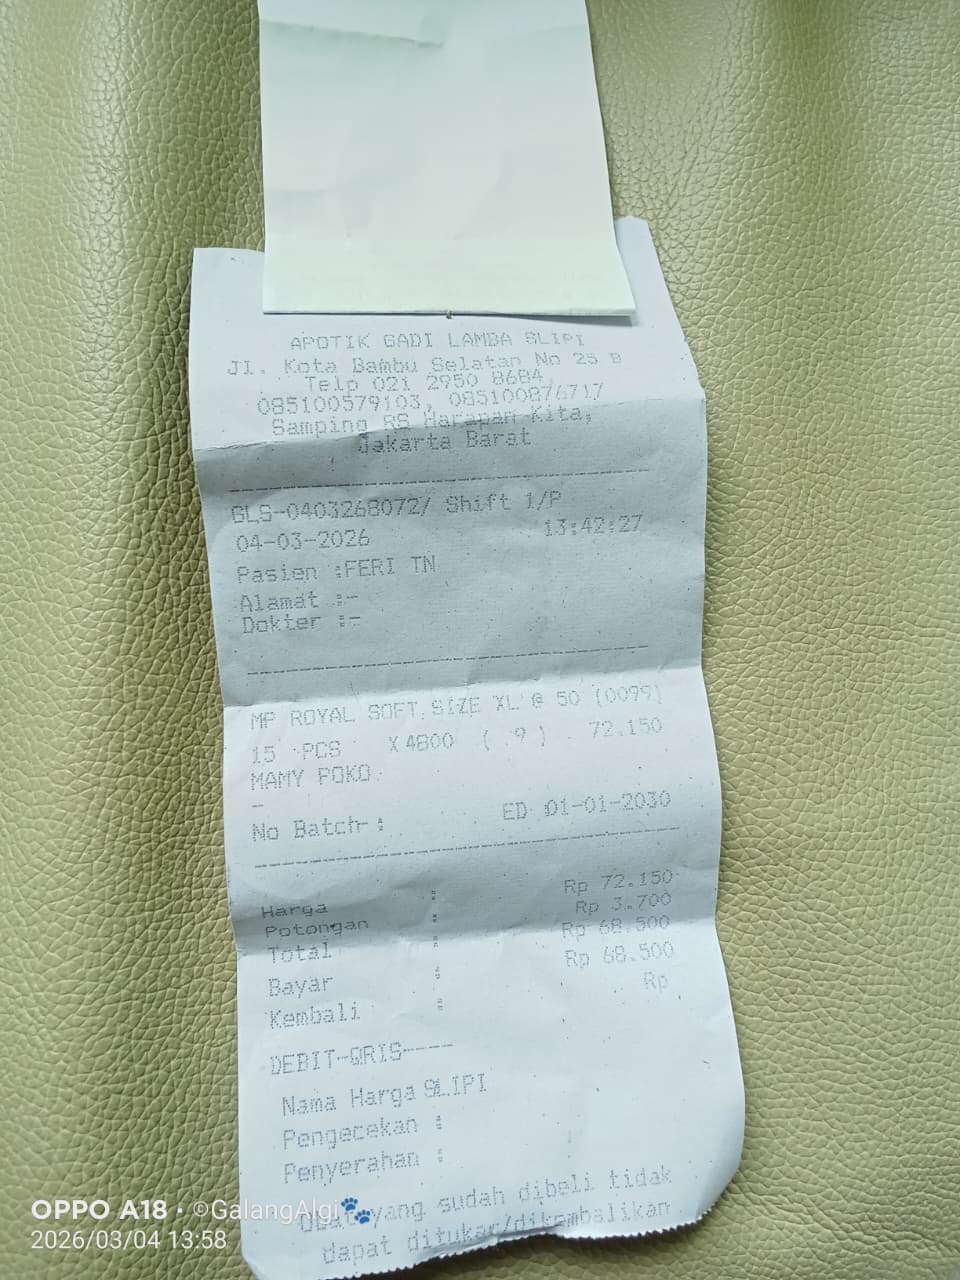 APOTIK GADI LAMBA SLIPI
Jl. Kota Bambu Selatan No 25 B
Telp 021 2950 8684,
085100579103, 085100876717
Samping RS Harapan Kita,
Jakarta Barat
GLS-0403268072/ Shift 1/P
04-03-2026 13:42:27
Pasien :FERI TN
Alamat :-
Dokter :-
MP ROYAL SOFT SIZE XL @ 50 (0099)
15 PCS X 4800 ( .9 ) 72.150
MAMY POKO
-
No Batch : ED 01-01-2030
Harga : Rp 72.150
Potongan : Rp 3.700
Total : Rp 68.500
Bayar : Rp 68.500
Kembali : Rp
DEBIT-QRIS----
Nama Harga SLIPI
Pengecekan :
Penyerahan :
Obat yang sudah dibeli tidak
dapat ditukar/dikembalikan
OPPO A18 · ©GalangAlgi🐾
2026/03/04 13:58